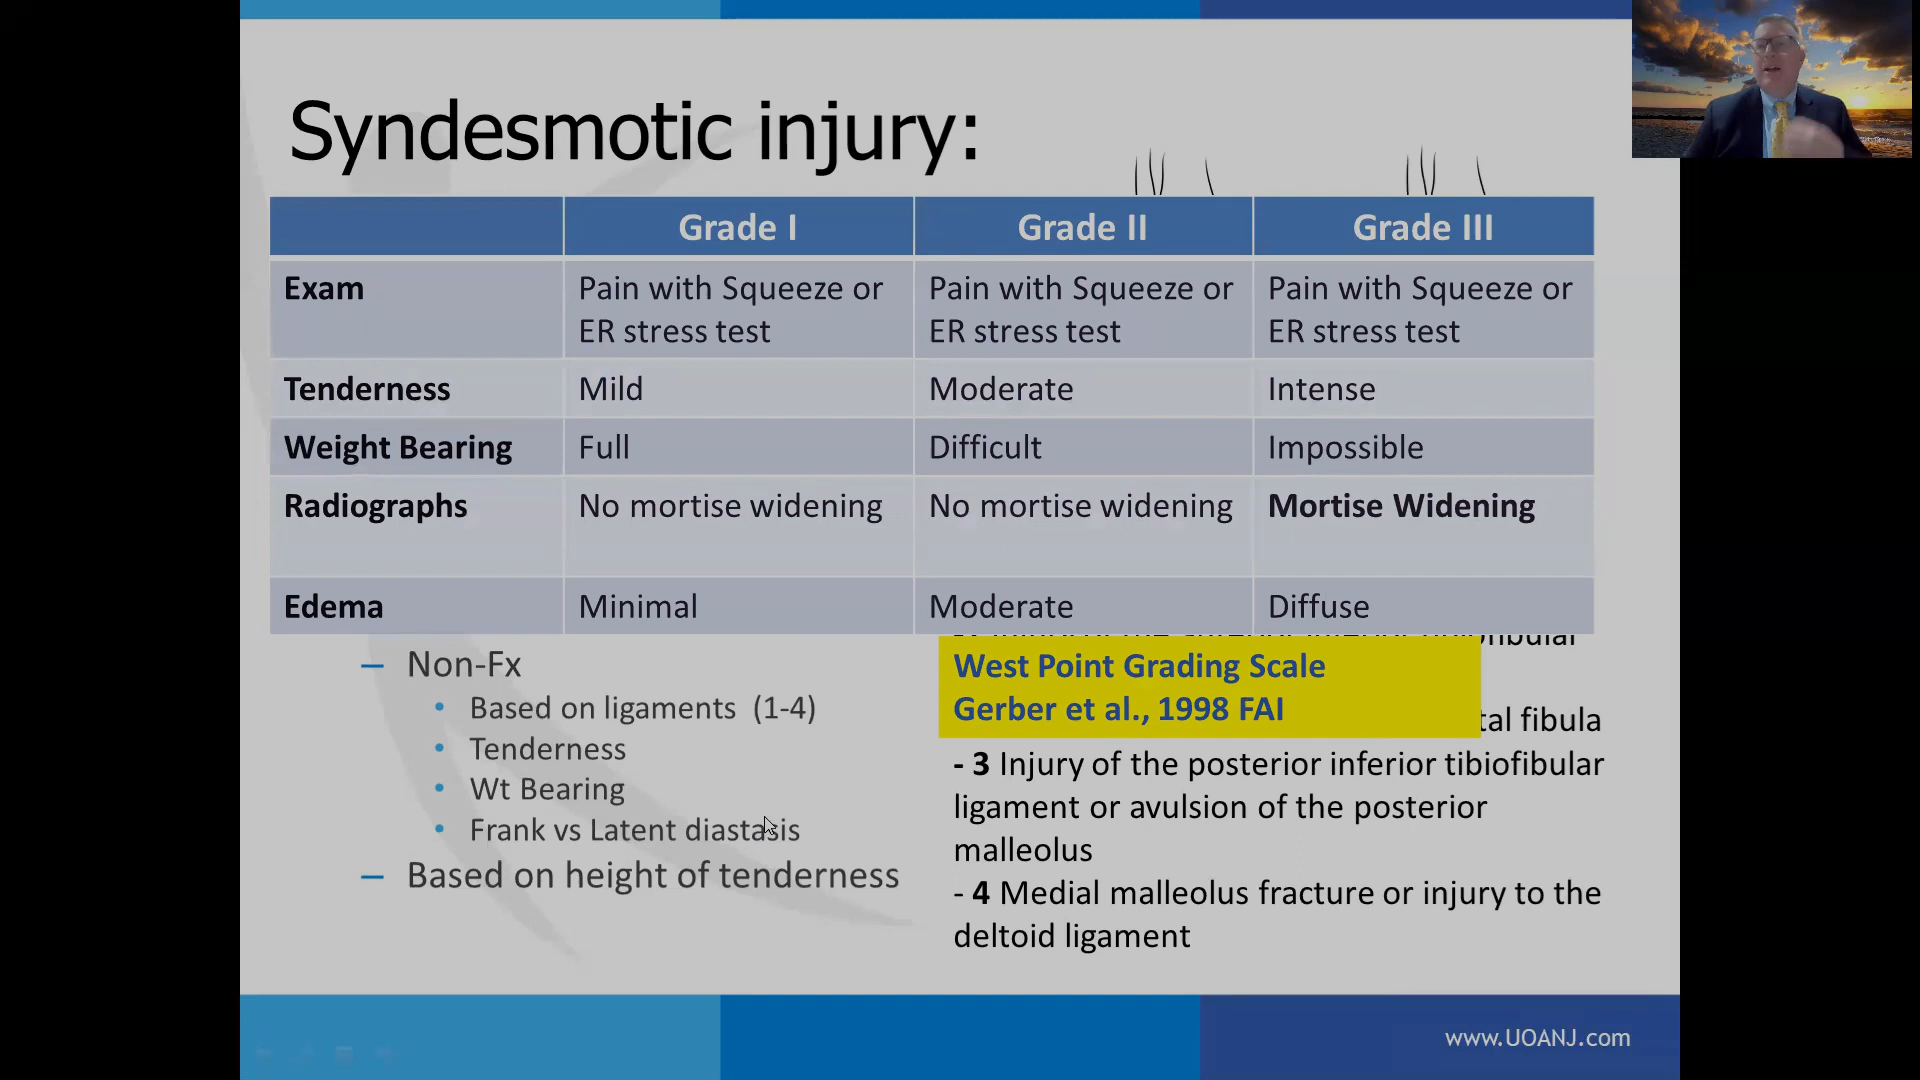 Syndesmotic injury:
Grade I Grade II Grade III
Exam Pain with Squeeze or Pain with Squeeze or Pain with Squeeze or
ER stress test ER stress test ER stress test
Tenderness Mild Moderate Intense
Weight Bearing Full Difficult Impossible
Radiographs No mortise widening No mortise widening Mortise Widening
Edema Minimal Moderate Diffuse
– Non-Fx
• Based on ligaments (1-4)
• Tenderness
• Wt Bearing
• Frank vs Latent diastasis
– Based on height of tenderness
West Point Grading Scale
Gerber et al., 1998 FAI
fibula
- 3 Injury of the posterior inferior tibiofibular
ligament or avulsion of the posterior
malleolus
- 4 Medial malleolus fracture or injury to the
deltoid ligament
www.UOANJ.com